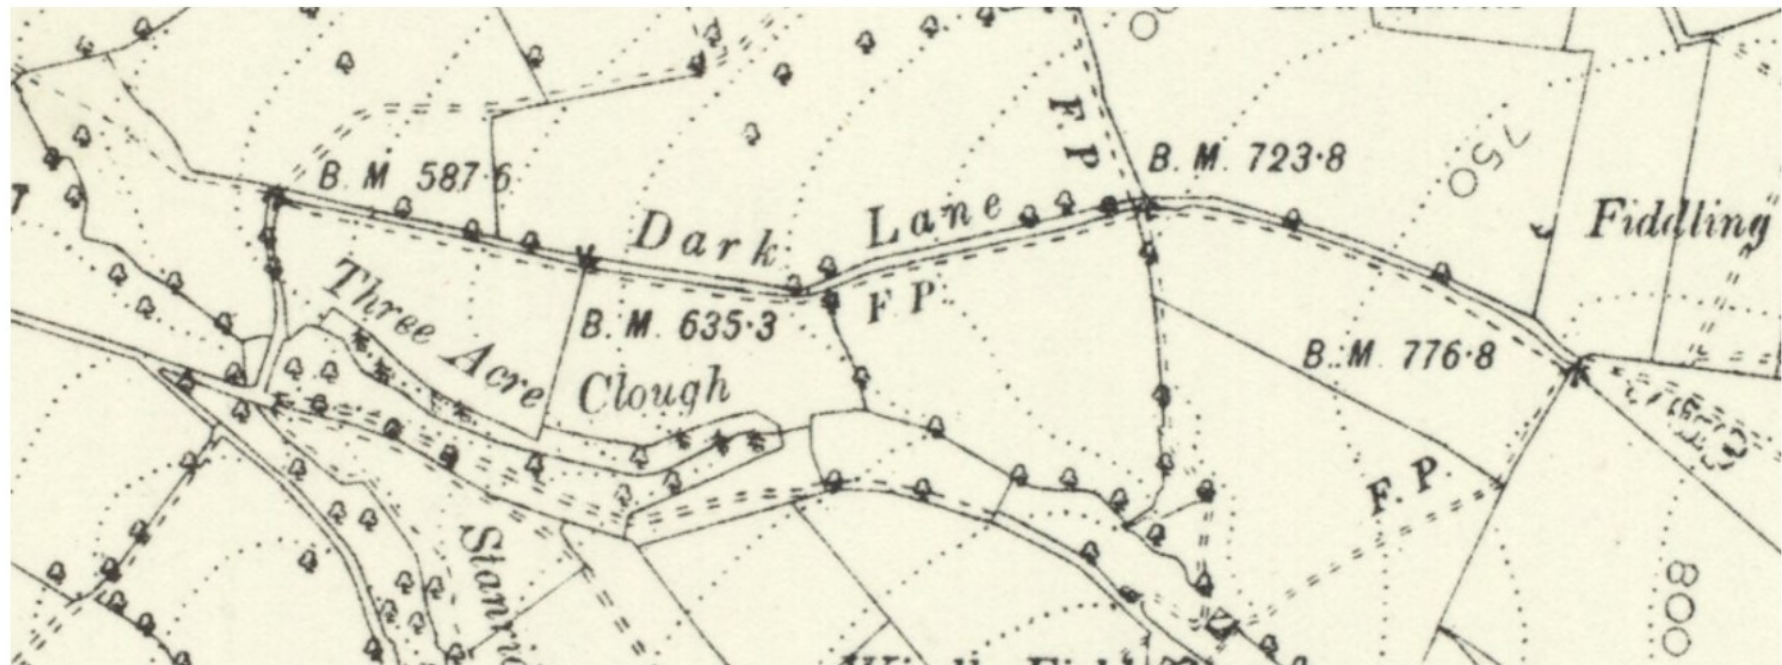 F. P.
B. M. 723·8
750
B. M 587·6
Dark Lane
Fiddling
F. P.
Three Acre Clough
B. M. 635·3
B. M. 776·8
F. P.
800